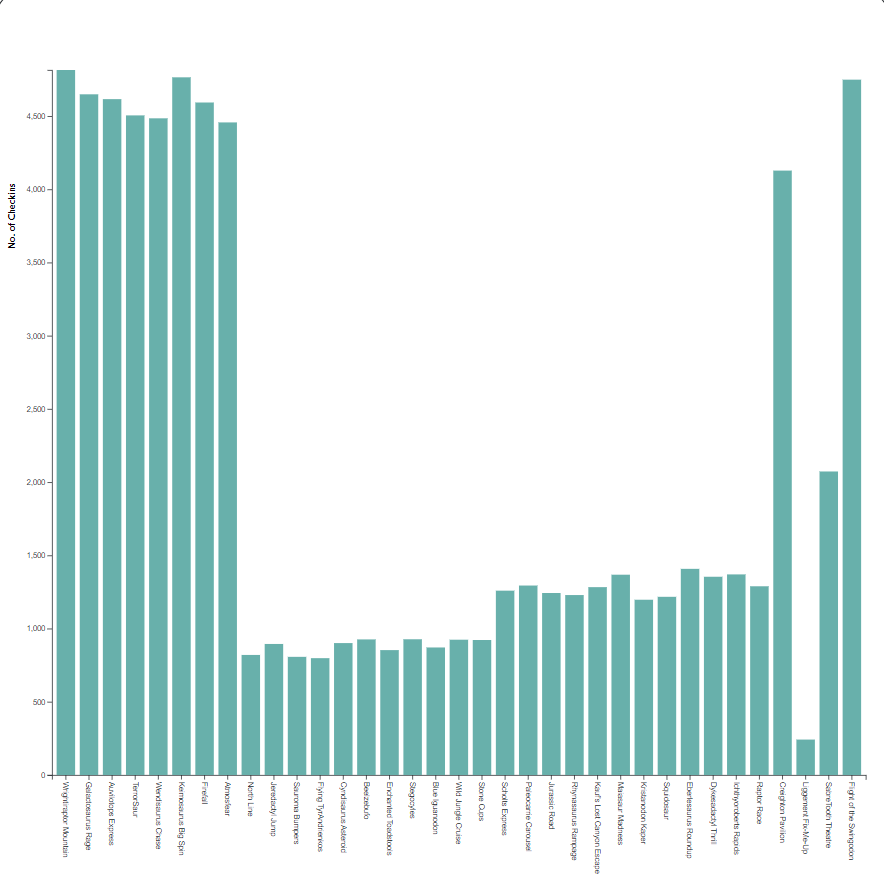 No. of Checkins
4,500
4,000
3,500
3,000
2,500
2,000
1,500
1,000
500
0
Wrightiraptor Mountain
Galactosaurus Rage
Auvilotops Express
TerrorSaur
Wendisaurus Chase
Keimosaurus Big Spin
Firefall
Atmosfear
North Line
Jeredactyl Jump
Sauroma Bumpers
Flying TyrAndrienkos
Cyndisaurus Asteroid
Beelzebufo
Enchanted Toadstools
Stegocycles
Blue Iguanodon
Wild Jungle Cruise
Stone Cups
Scholtz Express
Paleocarrie Carousel
Jurassic Road
Rhynasaurus Rampage
Kauf's Lost Canyon Escape
Maiasaur Madness
Kristanodon Kaper
Squidosaur
Eberlesaurus Roundup
Dykesadactyl Thrill
Ichthyoroberts Rapids
Raptor Race
Creighton Pavilion
Liggement Fix-Me-Up
SabreTooth Theatre
Flight of the Swingodon